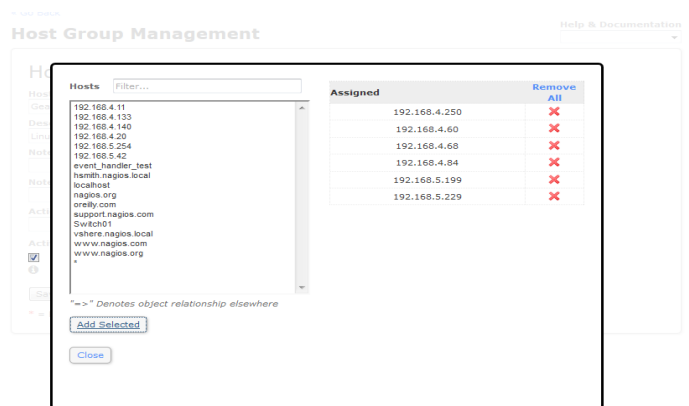 Host Group Management
Help & Documentation
Hosts
Filter...
192.168.4.11
192.168.4.133
192.168.4.140
192.168.4.20
192.168.5.254
192.168.5.42
event_handler_test
hsmith.nagios.local
localhost
nagios.org
oreilly.com
support.nagios.com
Switch01
vshere.nagios.local
www.nagios.com
www.nagios.org
*
"=>" Denotes object relationship elsewhere
Add Selected
Close
Assigned
Remove All
192.168.4.250
192.168.4.60
192.168.4.68
192.168.4.84
192.168.5.199
192.168.5.229